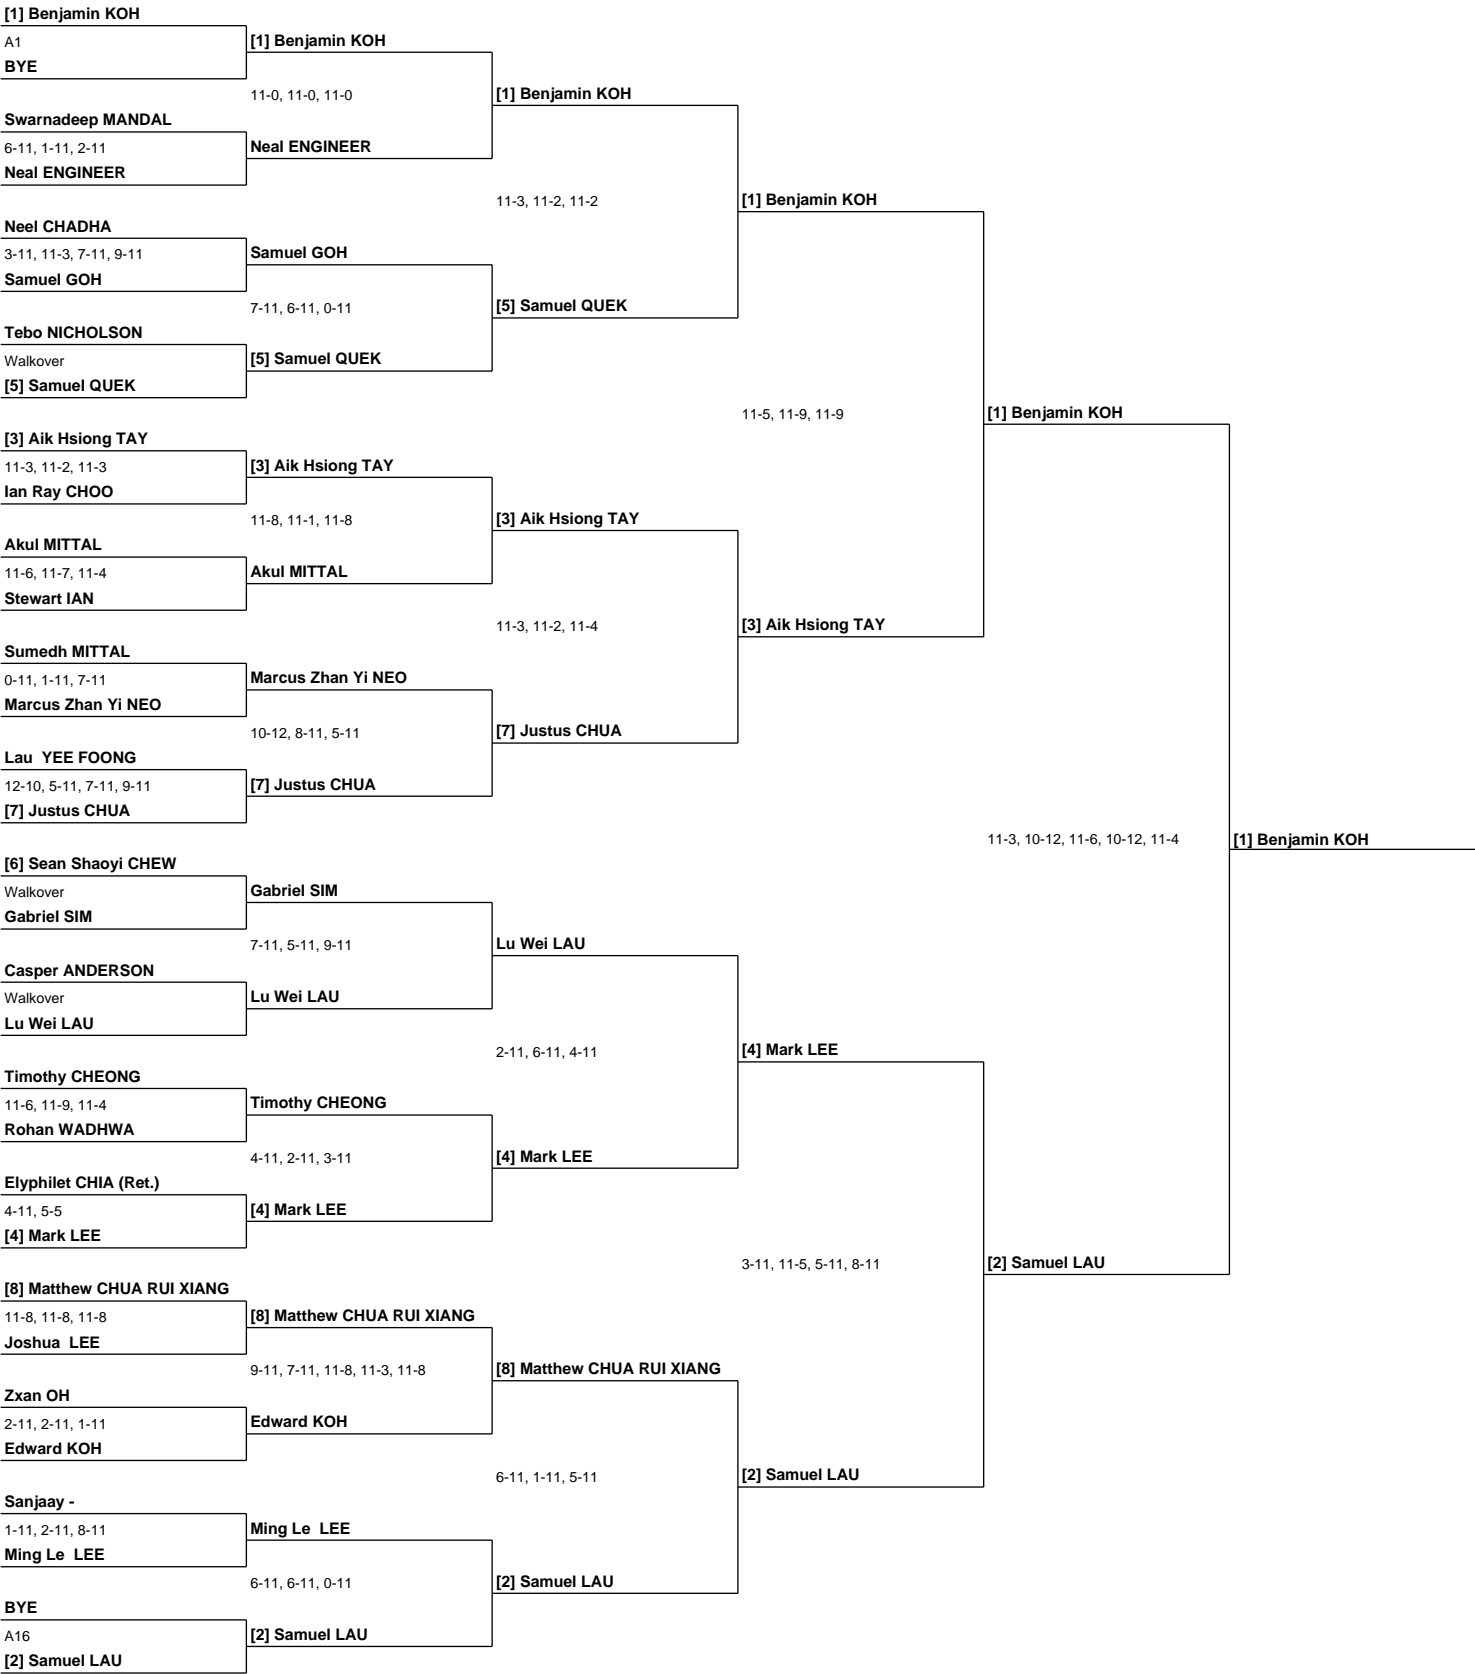 [1] Benjamin KOH
A1
BYE
Swarnadeep MANDAL
6-11, 1-11, 2-11
Neal ENGINEER
Neel CHADHA
3-11, 11-3, 7-11, 9-11
Samuel GOH
Tebo NICHOLSON
Walkover
[5] Samuel QUEK
[3] Aik Hsiong TAY
11-3, 11-2, 11-3
Ian Ray CHOO
Akul MITTAL
11-6, 11-7, 11-4
Stewart IAN
Sumedh MITTAL
0-11, 1-11, 7-11
Marcus Zhan Yi NEO
Lau  YEE FOONG
12-10, 5-11, 7-11, 9-11
[7] Justus CHUA
[6] Sean Shaoyi CHEW
Walkover
Gabriel SIM
Casper ANDERSON
Walkover
Lu Wei LAU
Timothy CHEONG
11-6, 11-9, 11-4
Rohan WADHWA
Elyphilet CHIA (Ret.)
4-11, 5-5
[4] Mark LEE
[8] Matthew CHUA RUI XIANG
11-8, 11-8, 11-8
Joshua  LEE
Zxan OH
2-11, 2-11, 1-11
Edward KOH
Sanjaay -
1-11, 2-11, 8-11
Ming Le  LEE
BYE
A16
[2] Samuel LAU
[1] Benjamin KOH
11-0, 11-0, 11-0
Neal ENGINEER
Samuel GOH
7-11, 6-11, 0-11
[5] Samuel QUEK
[3] Aik Hsiong TAY
11-8, 11-1, 11-8
Akul MITTAL
Marcus Zhan Yi NEO
10-12, 8-11, 5-11
[7] Justus CHUA
Gabriel SIM
7-11, 5-11, 9-11
Lu Wei LAU
Timothy CHEONG
4-11, 2-11, 3-11
[4] Mark LEE
[8] Matthew CHUA RUI XIANG
9-11, 7-11, 11-8, 11-3, 11-8
Edward KOH
Ming Le  LEE
6-11, 6-11, 0-11
[2] Samuel LAU
[1] Benjamin KOH
11-3, 11-2, 11-2
[5] Samuel QUEK
[3] Aik Hsiong TAY
11-3, 11-2, 11-4
[7] Justus CHUA
Lu Wei LAU
2-11, 6-11, 4-11
[4] Mark LEE
[8] Matthew CHUA RUI XIANG
6-11, 1-11, 5-11
[2] Samuel LAU
[1] Benjamin KOH
11-5, 11-9, 11-9
[3] Aik Hsiong TAY
[4] Mark LEE
3-11, 11-5, 5-11, 8-11
[2] Samuel LAU
[1] Benjamin KOH
11-3, 10-12, 11-6, 10-12, 11-4
[2] Samuel LAU
[1] Benjamin KOH